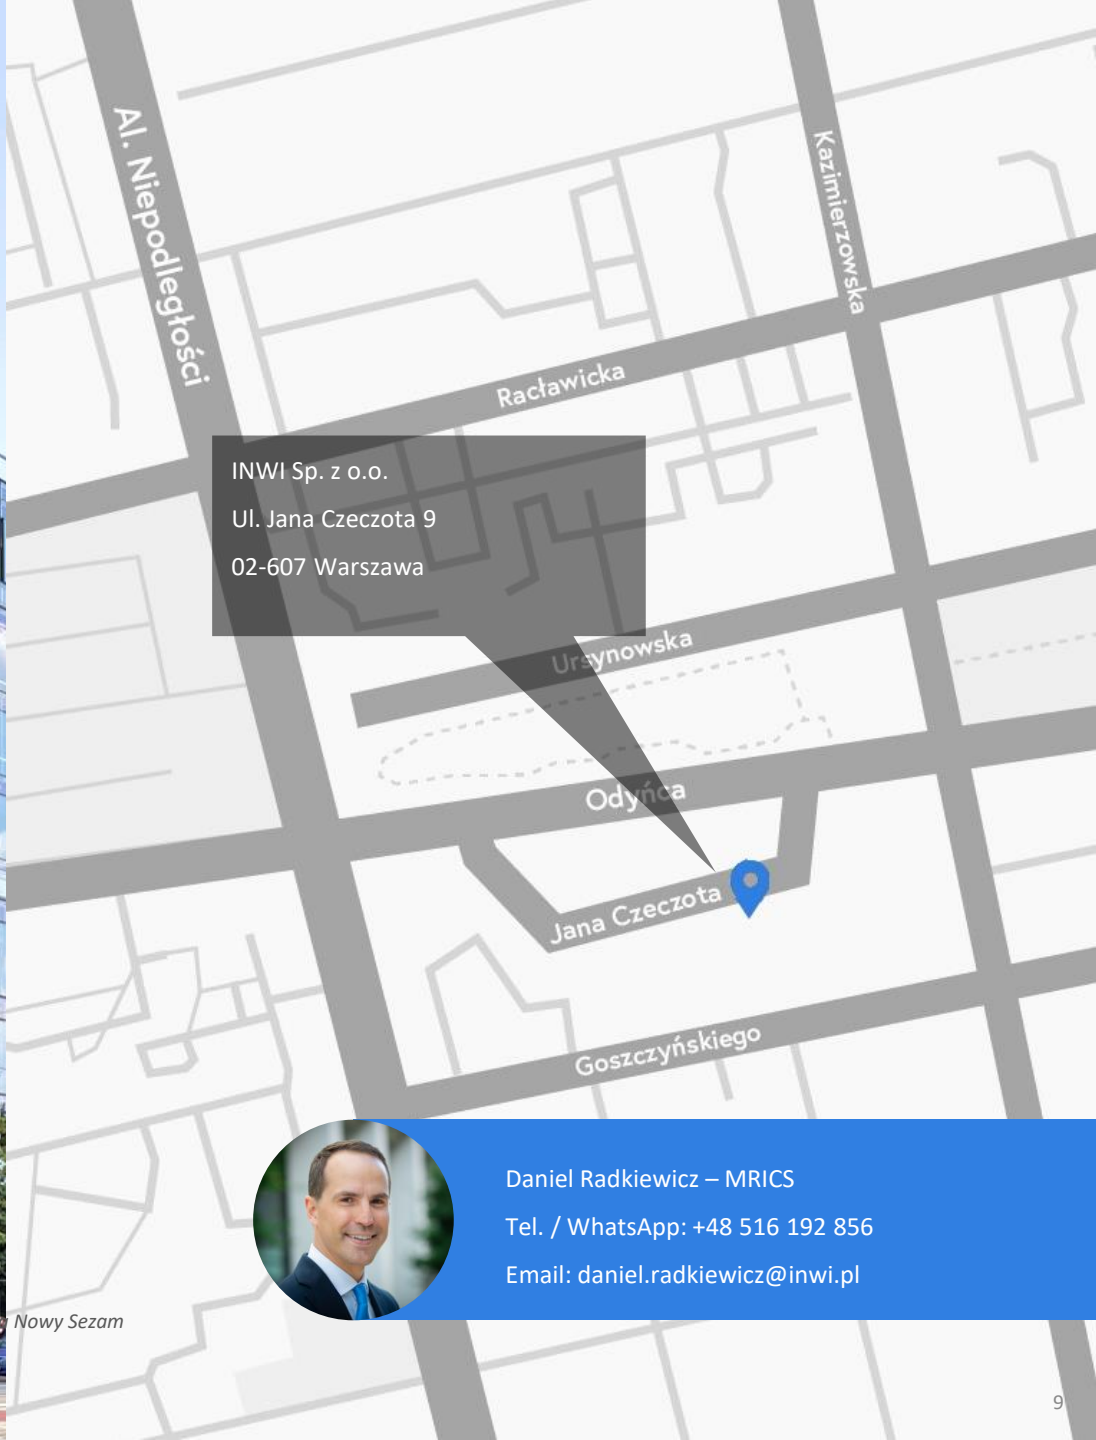 Al. Niepodległości
Kazimierzowska
Racławicka
INWI Sp. z o.o.
Ul. Jana Czeczota 9
02-607 Warszawa
Ursynowska
Odyńca
Jana Czeczota
Goszczyńskiego
Daniel Radkiewicz – MRICS
Tel. / WhatsApp: +48 516 192 856
Email: daniel.radkiewicz@inwi.pl
Nowy Sezam
9